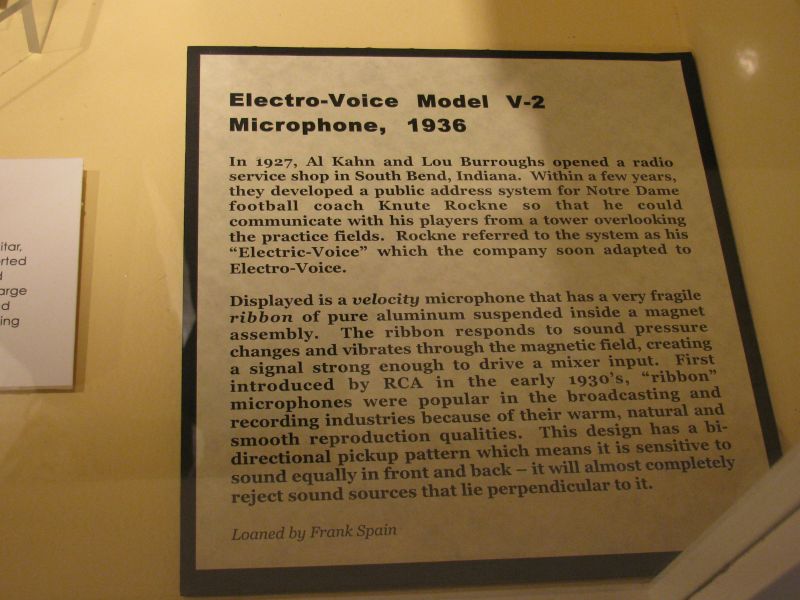 Electro-Voice Model V-2
Microphone, 1936
In 1927, Al Kahn and Lou Burroughs opened a radio
service shop in South Bend, Indiana. Within a few years,
they developed a public address system for Notre Dame
football coach Knute Rockne so that he could
communicate with his players from a tower overlooking
the practice fields. Rockne referred to the system as his
“Electric-Voice” which the company soon adapted to
Electro-Voice.
Displayed is a velocity microphone that has a very fragile
ribbon of pure aluminum suspended inside a magnet
assembly. The ribbon responds to sound pressure
changes and vibrates through the magnetic field, creating
a signal strong enough to drive a mixer input. First
introduced by RCA in the early 1930's, “ribbon”
microphones were popular in the broadcasting and
recording industries because of their warm, natural and
smooth reproduction qualities. This design has a bi-
directional pickup pattern which means it is sensitive to
sound equally in front and back – it will almost completely
reject sound sources that lie perpendicular to it.
Loaned by Frank Spain